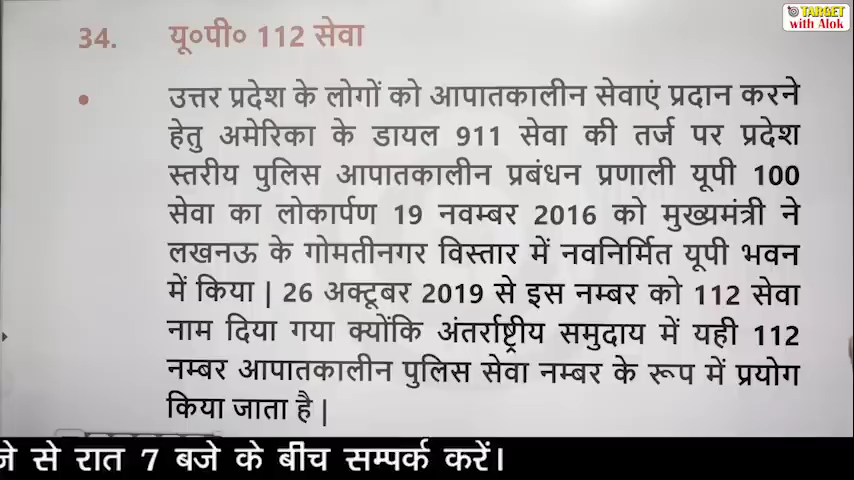 TARGET
with Alok
34. यू०पी० 112 सेवा
• उत्तर प्रदेश के लोगों को आपातकालीन सेवाएं प्रदान करने
हेतु अमेरिका के डायल 911 सेवा की तर्ज पर प्रदेश
स्तरीय पुलिस आपातकालीन प्रबंधन प्रणाली यूपी 100
सेवा का लोकार्पण 19 नवम्बर 2016 को मुख्यमंत्री ने
लखनऊ के गोमतीनगर विस्तार में नवनिर्मित यूपी भवन
में किया | 26 अक्टूबर 2019 से इस नम्बर को 112 सेवा
नाम दिया गया क्योंकि अंतर्राष्ट्रीय समुदाय में यही 112
नम्बर आपातकालीन पुलिस सेवा नम्बर के रूप में प्रयोग
किया जाता है |
से रात 7 बजे के बीच सम्पर्क करें।